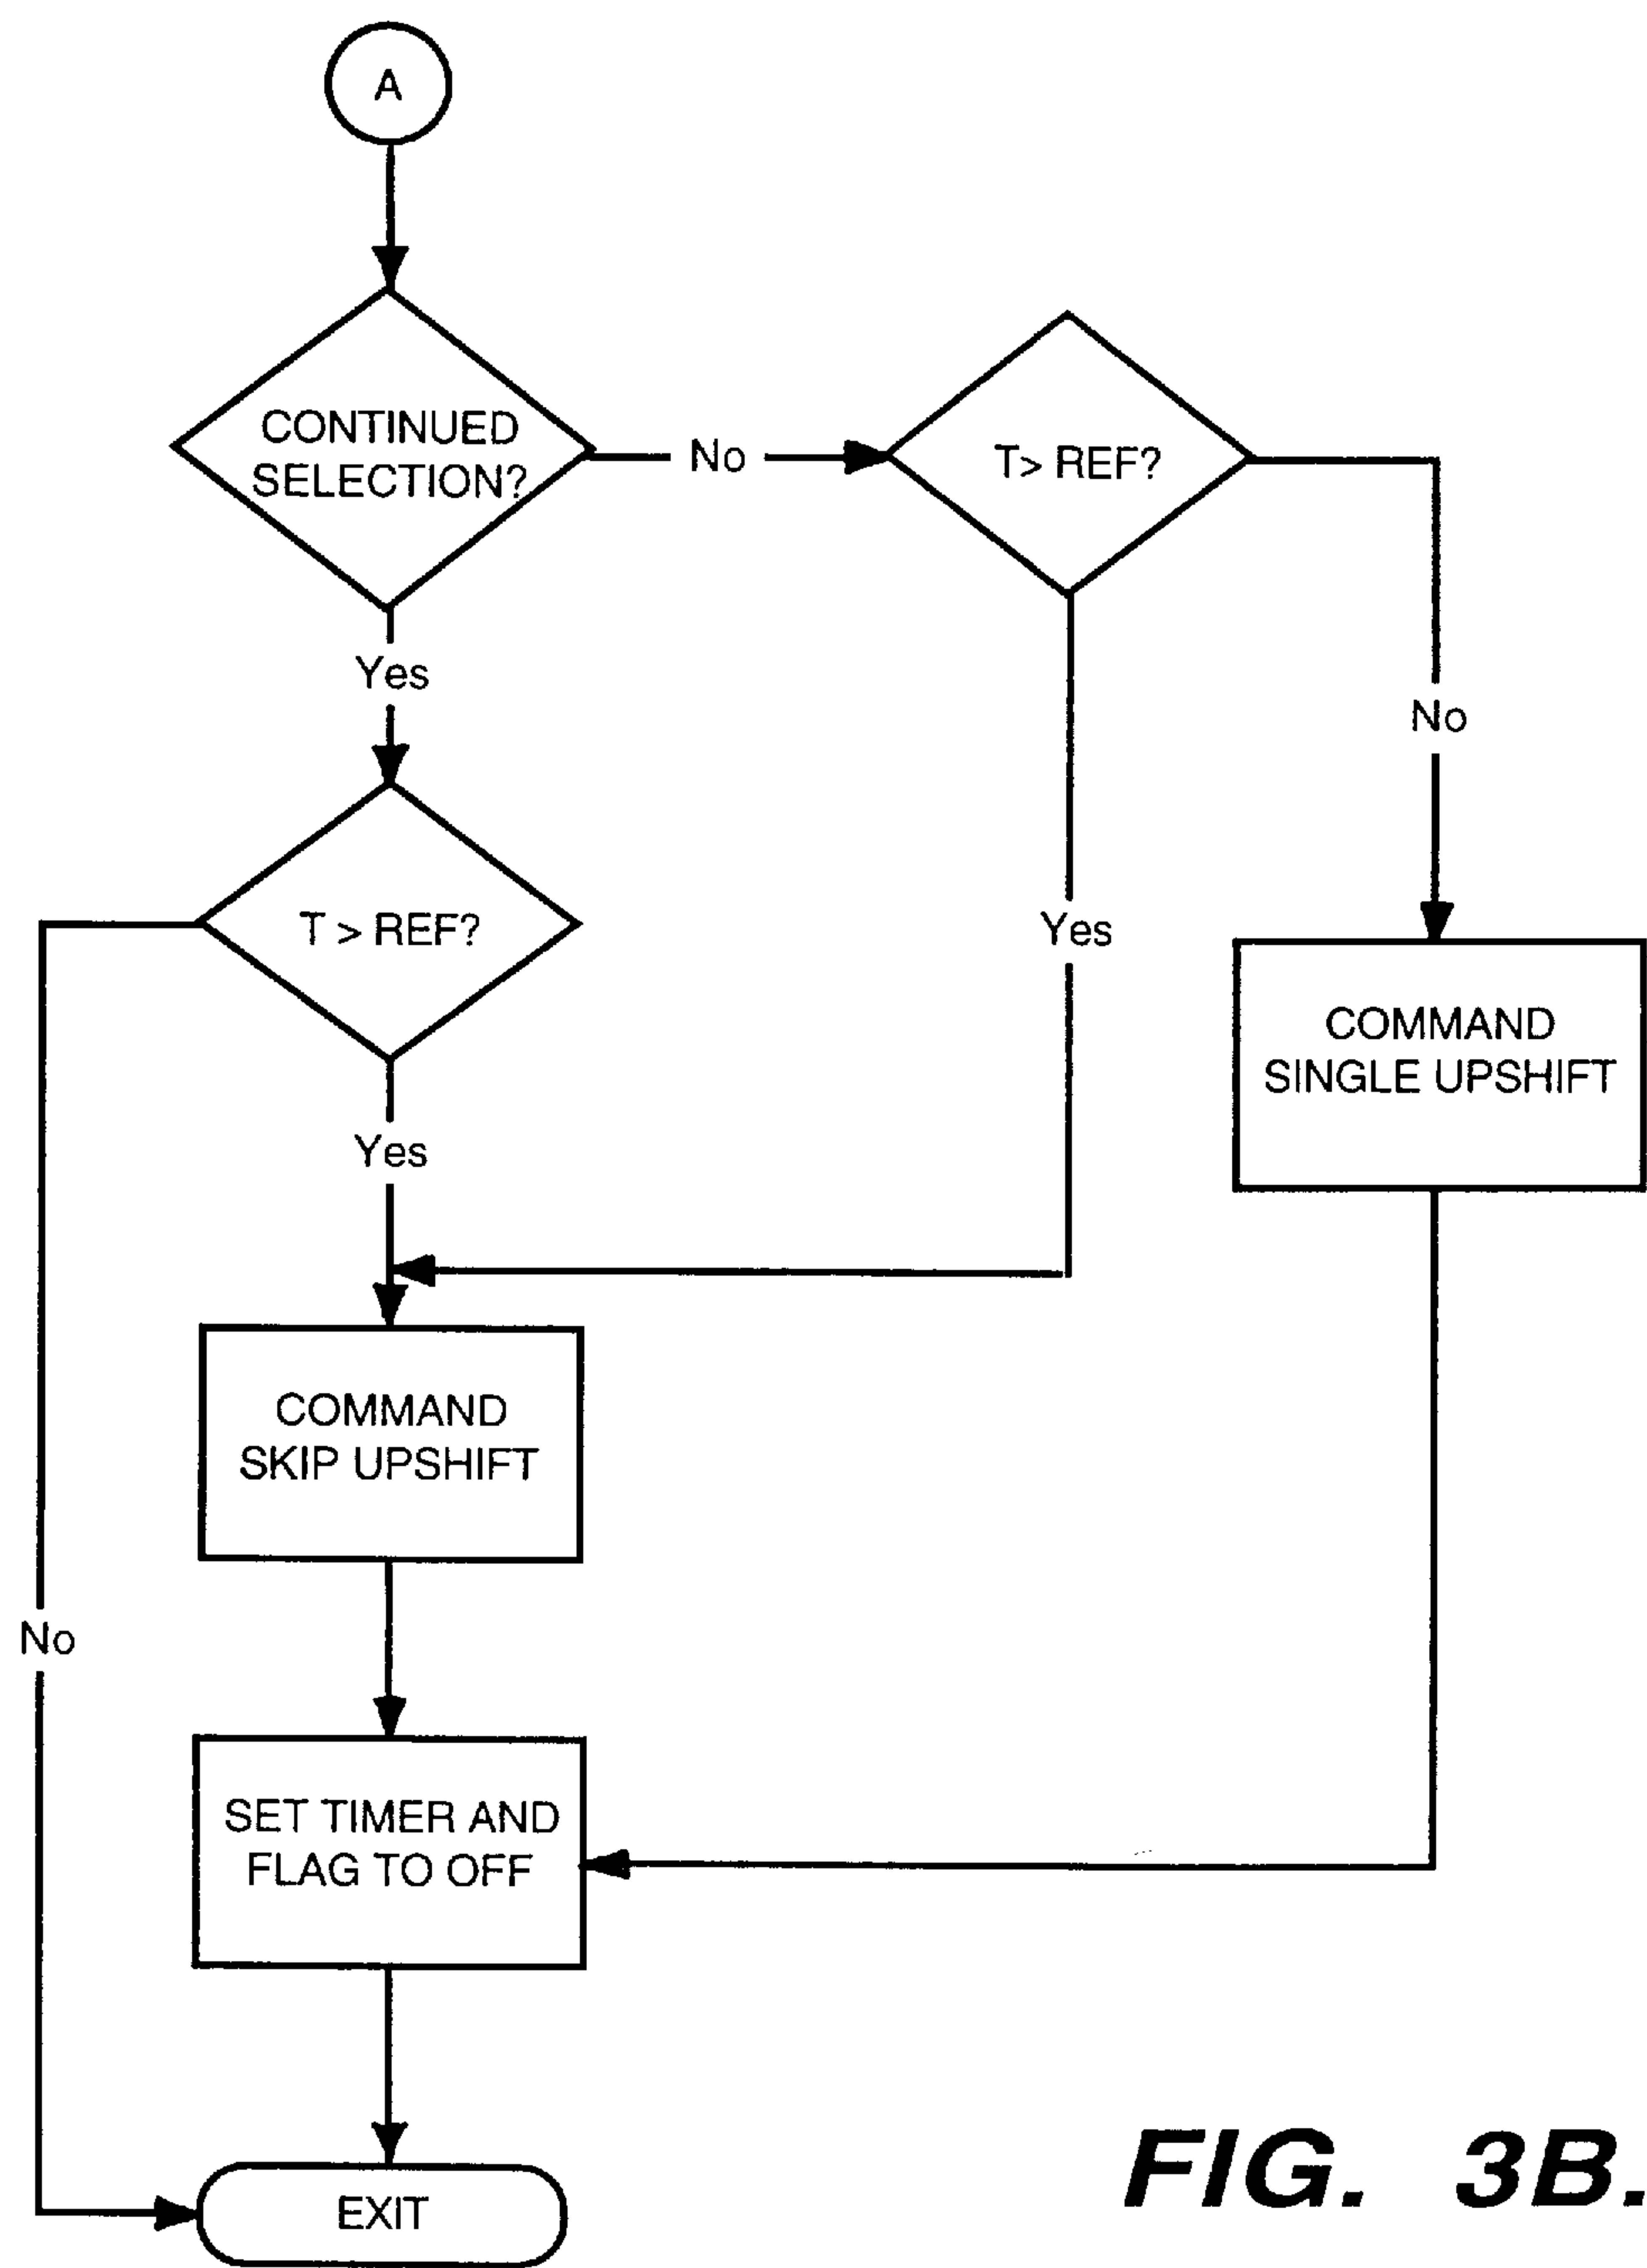 A
CONTINUED
SELECTION?
No
T> REF?
Yes
No
T > REF?
Yes
COMMAND
SINGLE UPSHIFT
Yes
COMMAND
SKIP UPSHIFT
No
SET TIMER AND
FLAG TO OFF
EXIT
FIG. 3B.